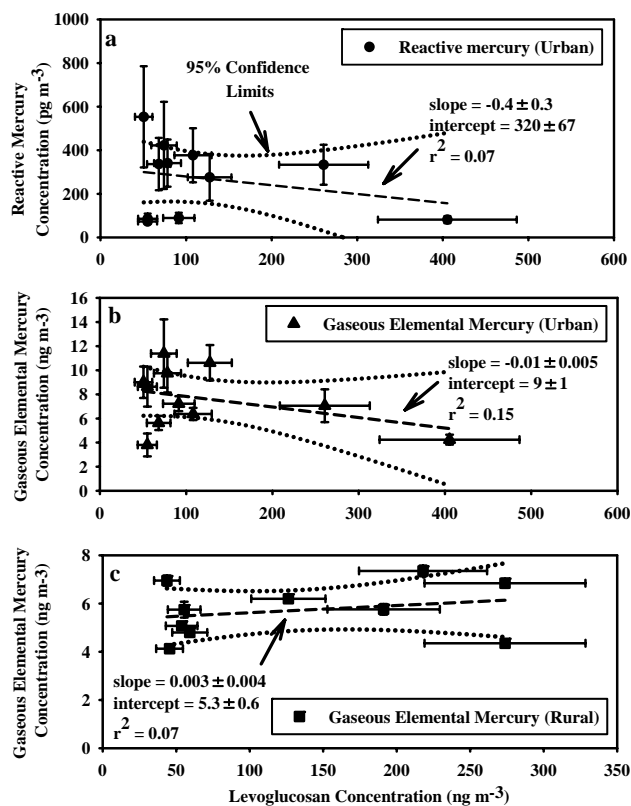 a
Reactive mercury (Urban)
95% Confidence
Limits
slope = -0.4 ± 0.3
intercept = 320 ± 67
r2 = 0.07
Reactive Mercury
Concentration (pg m-3)
1000
800
600
400
200
0
0 100 200 300 400 500 600
b
Gaseous Elemental Mercury (Urban)
slope = -0.01 ± 0.005
intercept = 9 ± 1
r2 = 0.15
Gaseous Elemental Mercury
Concentration (ng m-3)
16
14
12
10
8
6
4
2
0
0 100 200 300 400 500 600
c
slope = 0.003 ± 0.004
intercept = 5.3 ± 0.6
r2 = 0.07
Gaseous Elemental Mercury (Rural)
Gaseous Elemental Mercury
Concentration (ng m-3)
8
6
4
2
0
0 50 100 150 200 250 300 350
Levoglucosan Concentration (ng m-3)